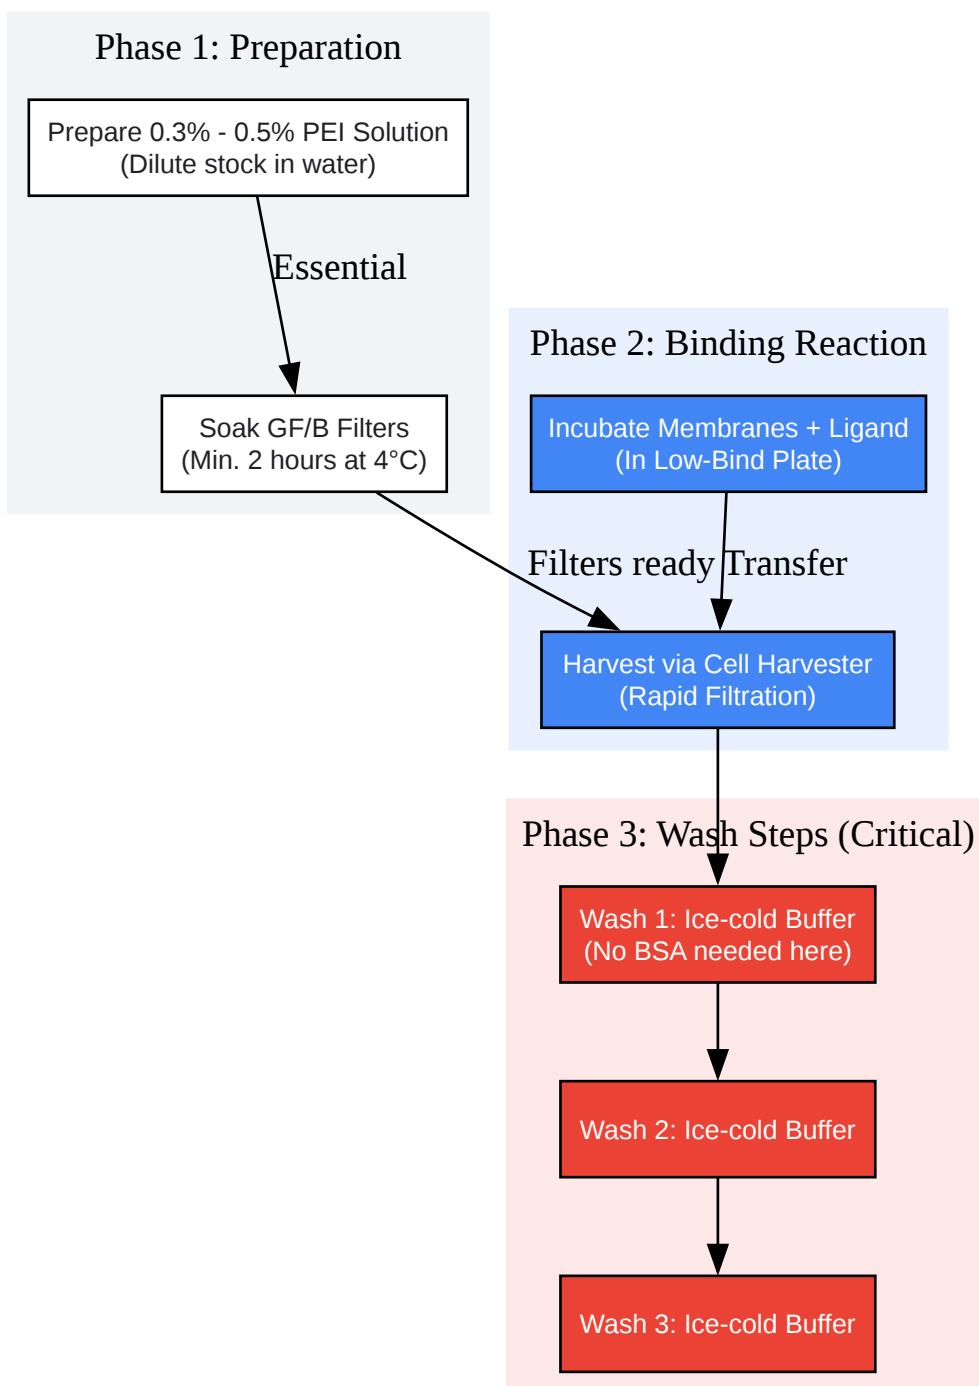 Phase 1: Preparation
Prepare 0.3% - 0.5% PEI Solution
(Dilute stock in water)
Essential
Soak GF/B Filters
(Min. 2 hours at 4°C)
Phase 2: Binding Reaction
Incubate Membranes + Ligand
(In Low-Bind Plate)
Filters ready
Transfer
Harvest via Cell Harvester
(Rapid Filtration)
Phase 3: Wash Steps (Critical)
Wash 1: Ice-cold Buffer
(No BSA needed here)
Wash 2: Ice-cold Buffer
Wash 3: Ice-cold Buffer